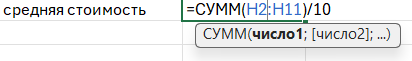 средняя стоимость =СУММ(H2:H11)/10
СУММ(число1; [число2]; ...)